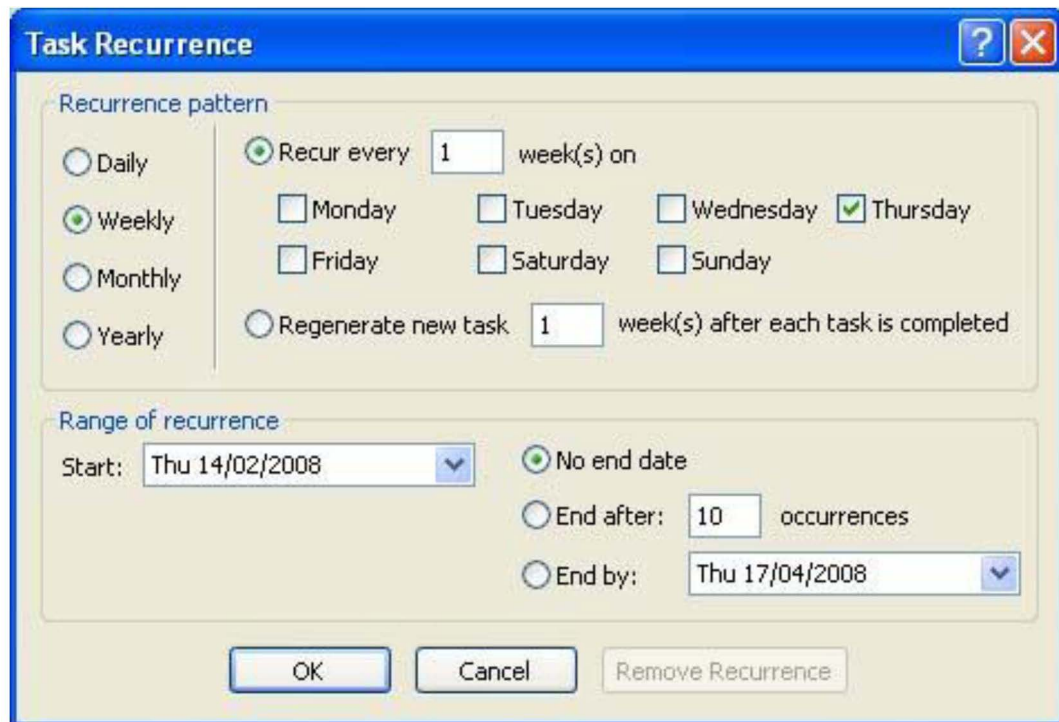 Task Recurrence
Recurrence pattern
Daily
Weekly
Monthly
Yearly
Recur every 1 week(s) on
Monday Tuesday Wednesday Thursday
Friday Saturday Sunday
Regenerate new task 1 week(s) after each task is completed
Range of recurrence
Start: Thu 14/02/2008
No end date
End after: 10 occurrences
End by: Thu 17/04/2008
OK Cancel Remove Recurrence